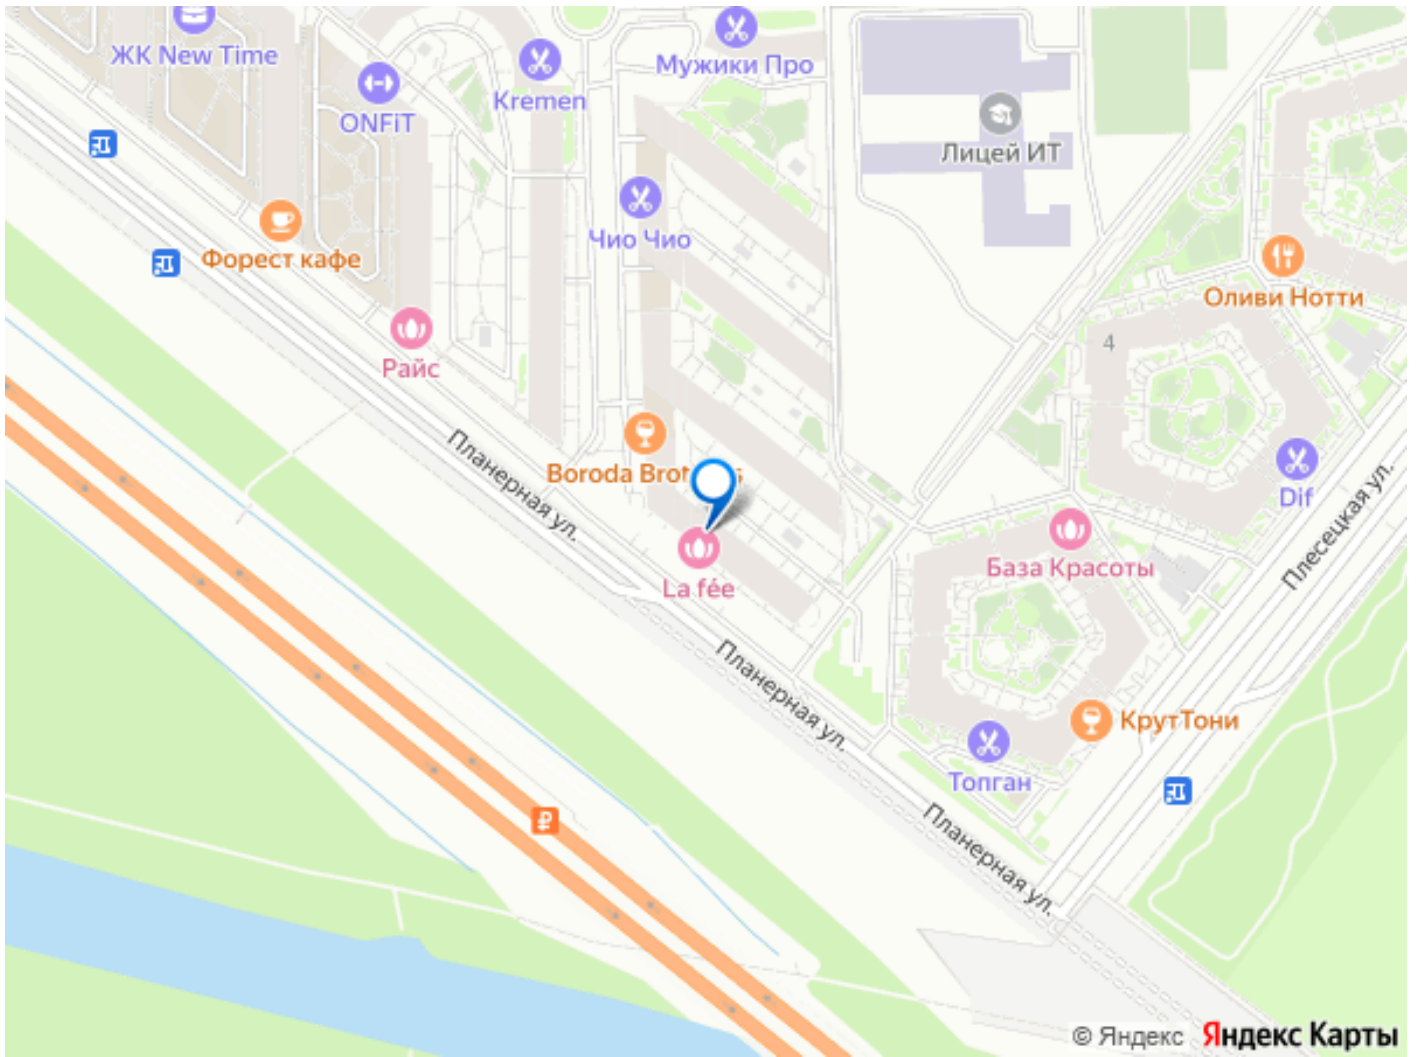 ЖК New Time
ONFiT
Kremen
Мужики Про
Лицей ИТ
Чио Чио
Форест кафе
Оливи Нотти
4
Райс
Планерная ул.
Boroda
Dif
Плесецкая ул.
База Красоты
La fée
Планерная ул.
КрутТони
Топган
Планерная ул.
© Яндекс Яндекс Карты